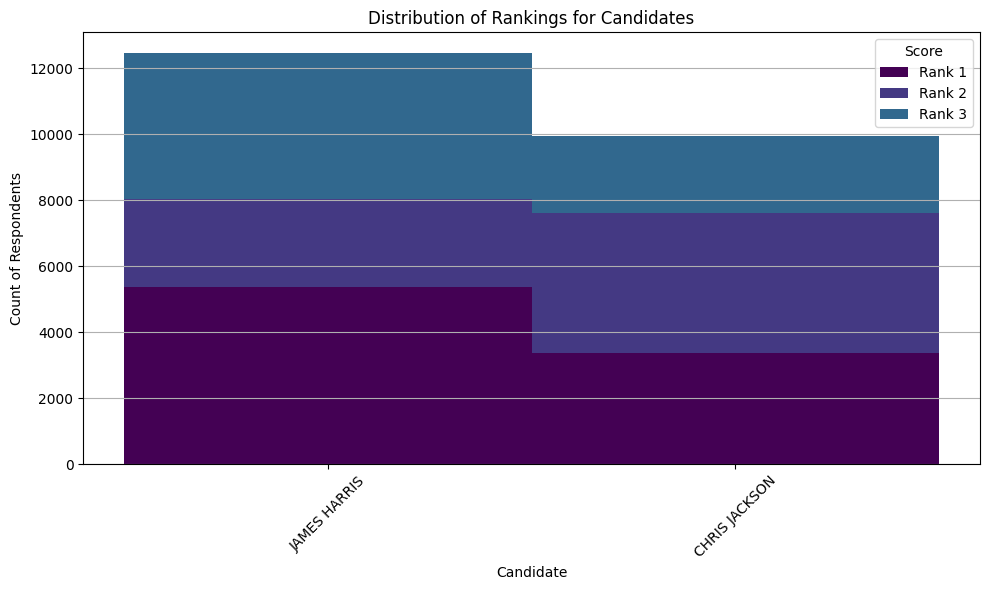 Distribution of Rankings for Candidates
Score
Rank 1
Rank 2
Rank 3
Count of Respondents
12000
10000
8000
6000
4000
2000
0
JAMES HARRIS
CHRIS JACKSON
Candidate